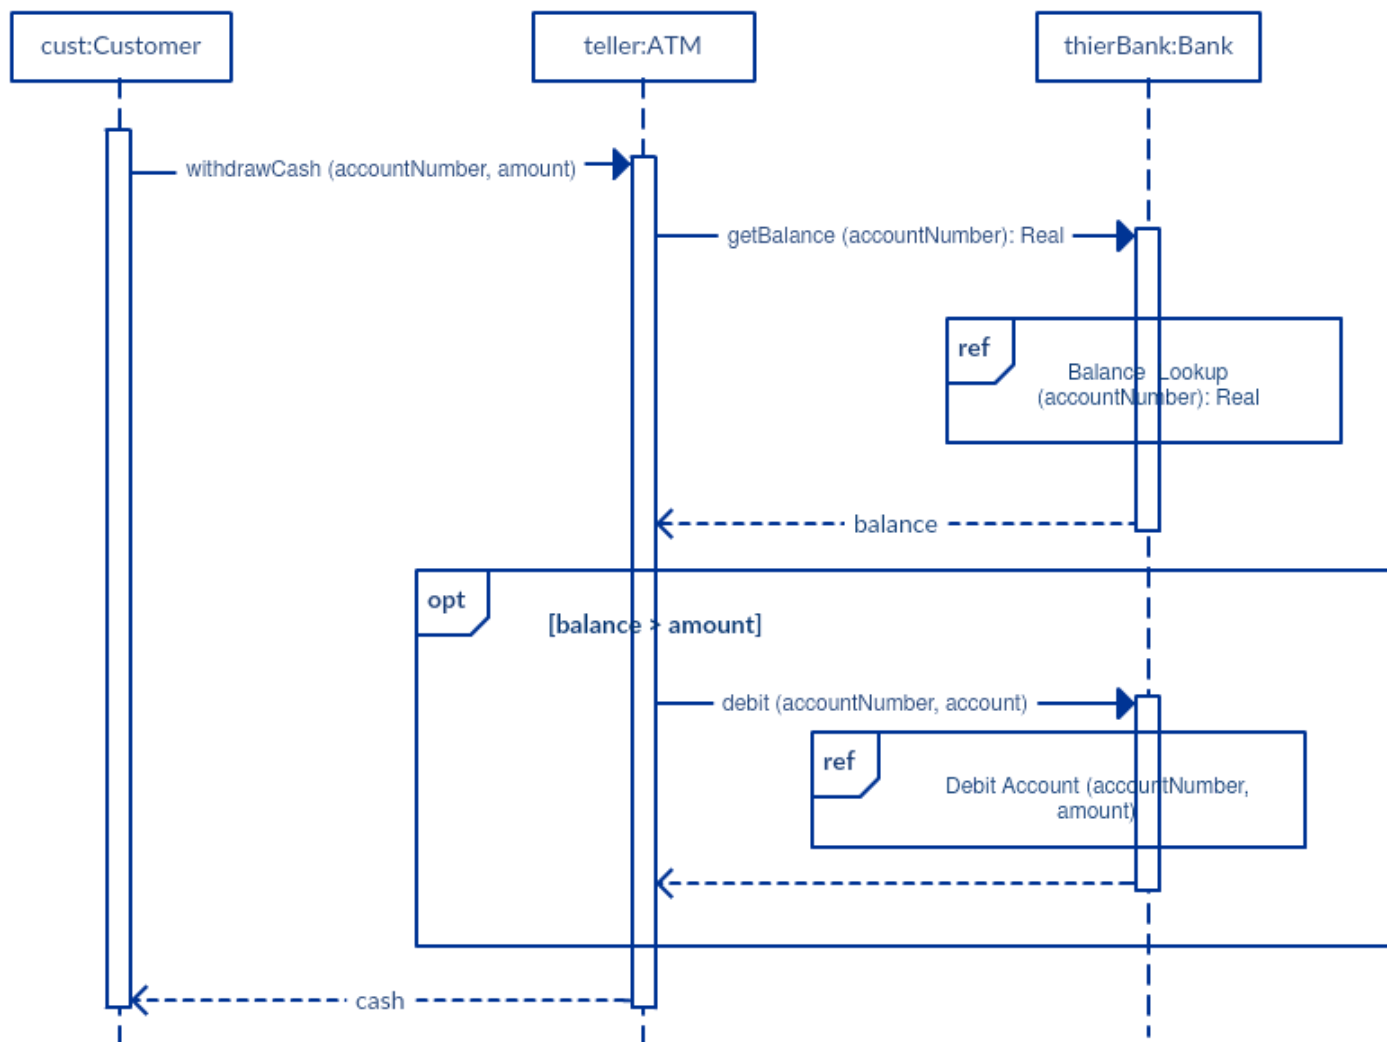 cust:Customer
teller:ATM
thierBank:Bank
withdrawCash (accountNumber, amount)
getBalance (accountNumber): Real
ref
Balance Lookup
(accountNumber): Real
balance
opt
[balance > amount]
debit (accountNumber, account)
ref
Debit Account (accountNumber,
amount)
cash